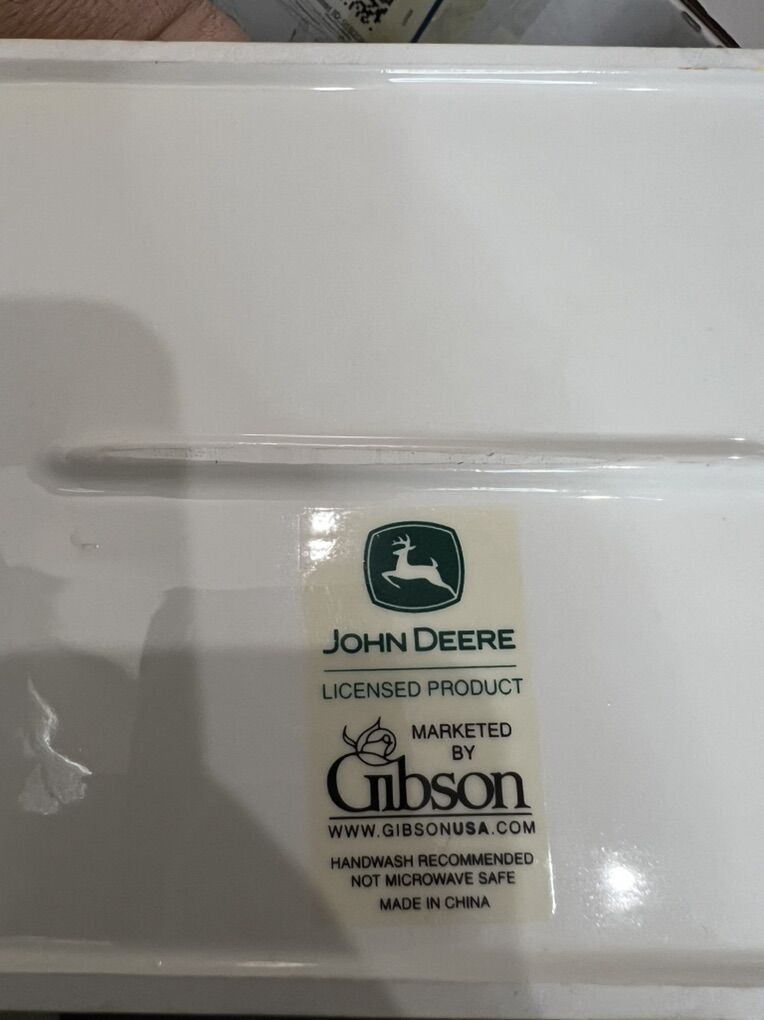 JOHN DEERE
LICENSED PRODUCT
MARKETED
BY
Gibson
WWW.GIBSONUSA.COM
HANDWASH RECOMMENDED
NOT MICROWAVE SAFE
MADE IN CHINA